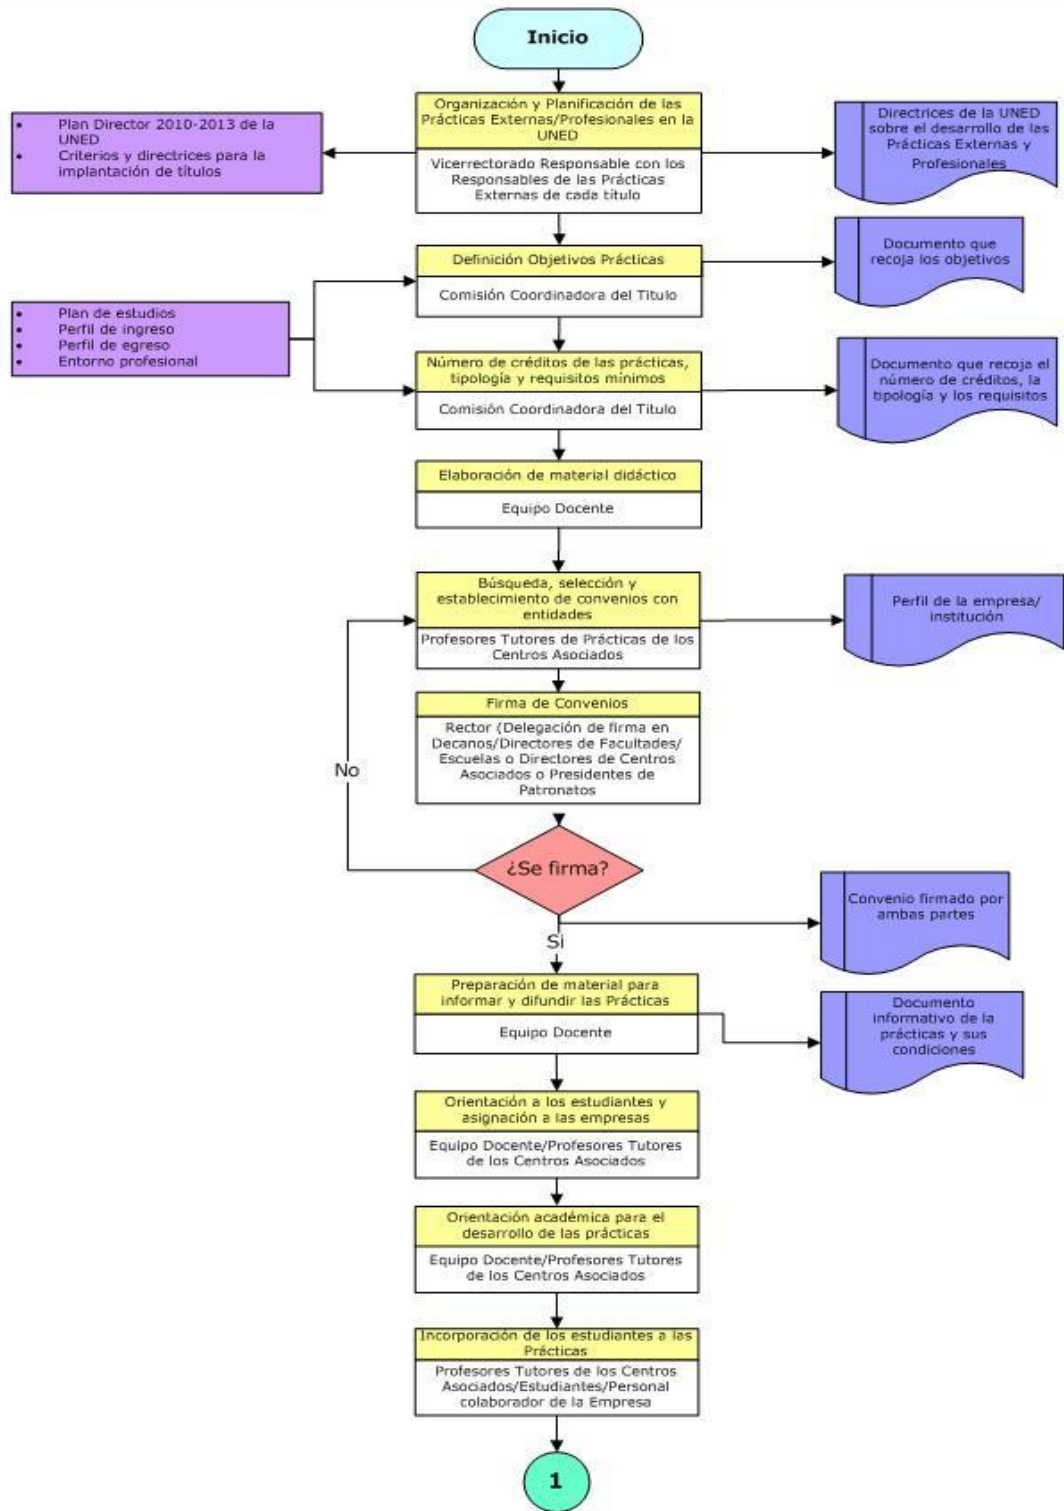 Inicio
Organización y Planificación de las
Prácticas Externas/Profesionales en la
UNED
Vicerrectorado Responsable con los
Responsables de las Prácticas
Externas de cada título
• Plan Director 2010-2013 de la
UNED
• Criterios y directrices para la
implantación de títulos
Directrices de la UNED
sobre el desarrollo de las
Prácticas Externas y
Profesionales
Definición Objetivos Prácticas
Comisión Coordinadora del Titulo
Documento que
recoja los objetivos
• Plan de estudios
• Perfil de ingreso
• Perfil de egreso
• Entorno profesional
Número de créditos de las prácticas,
tipología y requisitos mínimos
Comisión Coordinadora del Titulo
Documento que recoja el
número de créditos, la
tipología y los requisitos
Elaboración de material didáctico
Equipo Docente
Búsqueda, selección y
establecimiento de convenios con
entidades
Profesores Tutores de Prácticas de los
Centros Asociados
Perfil de la empresa/
institución
Firma de Convenios
Rector (Delegación de firma en
Decanos/Directores de Facultades/
Escuelas o Directores de Centros
Asociados o Presidentes de
Patronatos
No
¿Se firma?
Si
Convenio firmado por
ambas partes
Preparación de material para
informar y difundir las Prácticas
Equipo Docente
Documento
informativo de la
prácticas y sus
condiciones
Orientación a los estudiantes y
asignación a las empresas
Equipo Docente/Profesores Tutores
de los Centros Asociados
Orientación académica para el
desarrollo de las prácticas
Equipo Docente/Profesores Tutores
de los Centros Asociados
Incorporación de los estudiantes a las
Prácticas
Profesores Tutores de los Centros
Asociados/Estudiantes/Personal
colaborador de la Empresa
1